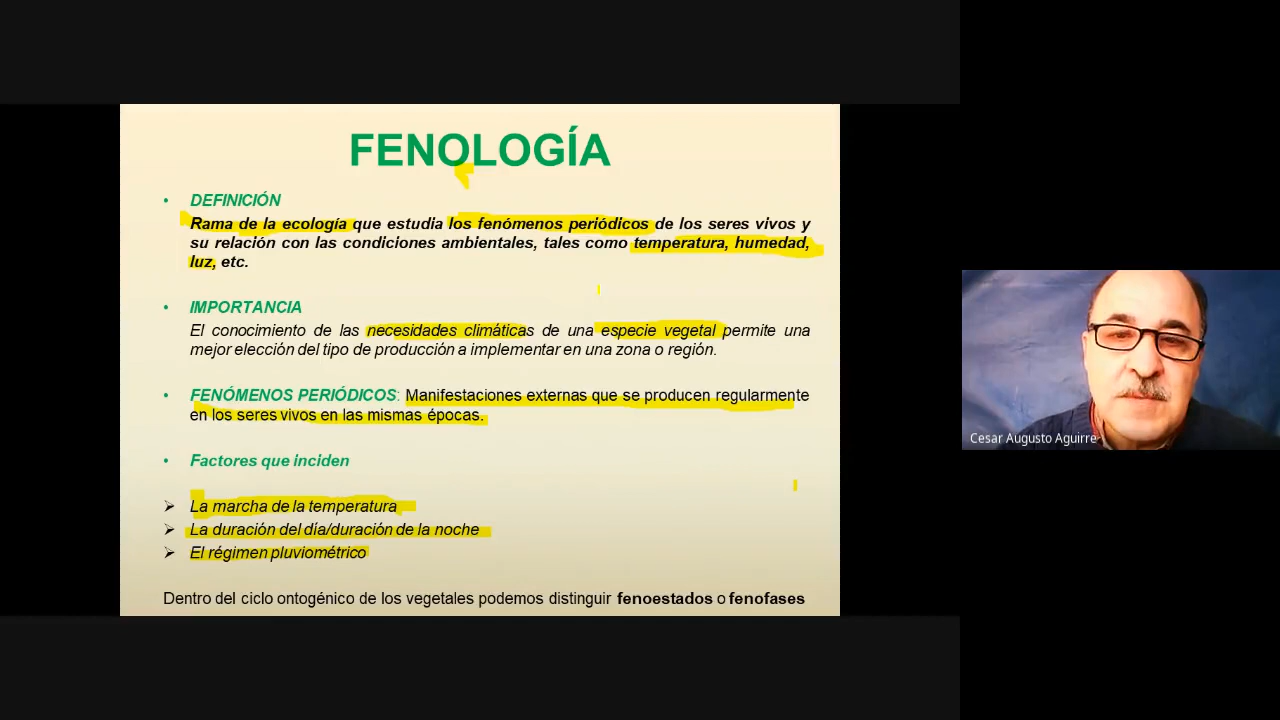 FENOLOGÍA
• DEFINICIÓN
Rama de la ecología que estudia los fenómenos periódicos de los seres vivos y
su relación con las condiciones ambientales, tales como temperatura, humedad,
luz, etc.
• IMPORTANCIA
El conocimiento de las necesidades climáticas de una especie vegetal permite una
mejor elección del tipo de producción a implementar en una zona o región.
• FENÓMENOS PERIÓDICOS: Manifestaciones externas que se producen regularmente
en los seres vivos en las mismas épocas.
• Factores que inciden
➢ La marcha de la temperatura
➢ La duración del día/duración de la noche
➢ El régimen pluviométrico
Dentro del ciclo ontogénico de los vegetales podemos distinguir fenoestados o fenofases
Cesar Augusto Aguirre